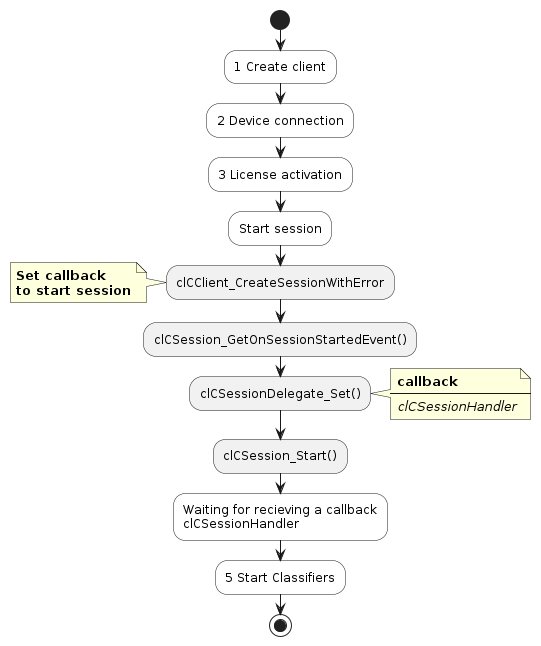 1 Create client
2 Device connection
3 License activation
Start session
Set callback
to start session
clCClient_CreateSessionWithError
clCSession_GetOnSessionStartedEvent()
clCSessionDelegate_Set()
callback
clCSessionHandler
clCSession_Start()
Waiting for recieving a callback
clCSessionHandler
5 Start Classifiers